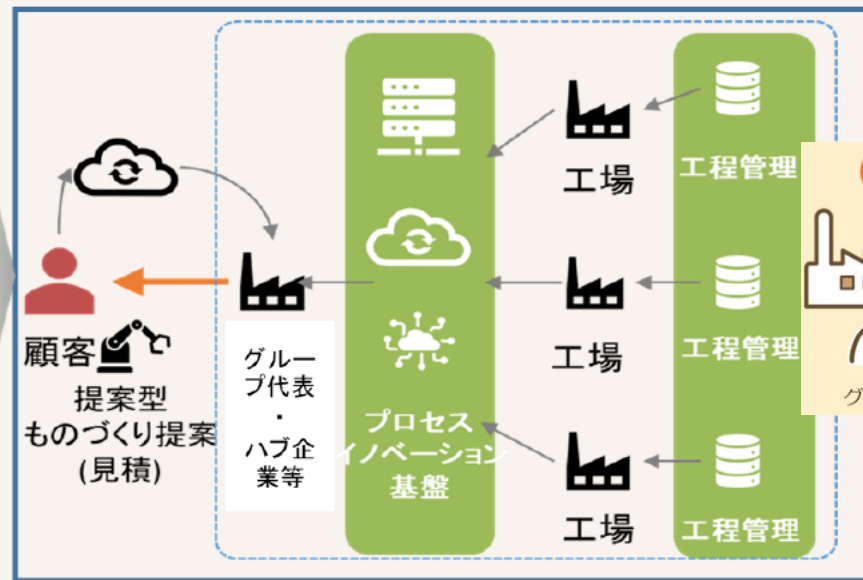 顧客
提案型
ものづくり提案
(見積)
グルー
プ代表
・
ハブ企
業等
プロセス
イノベーション
基盤
工場
工場
工場
工程管理
工程管理
工程管理
グ